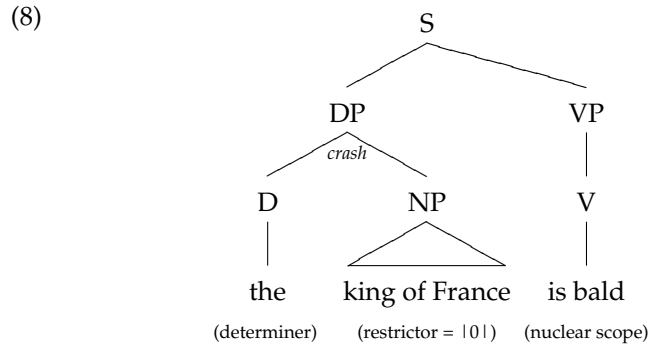 (8)
S
DP VP
crash
D NP V
the king of France is bald
(determiner) (restrictor = |0|) (nuclear scope)